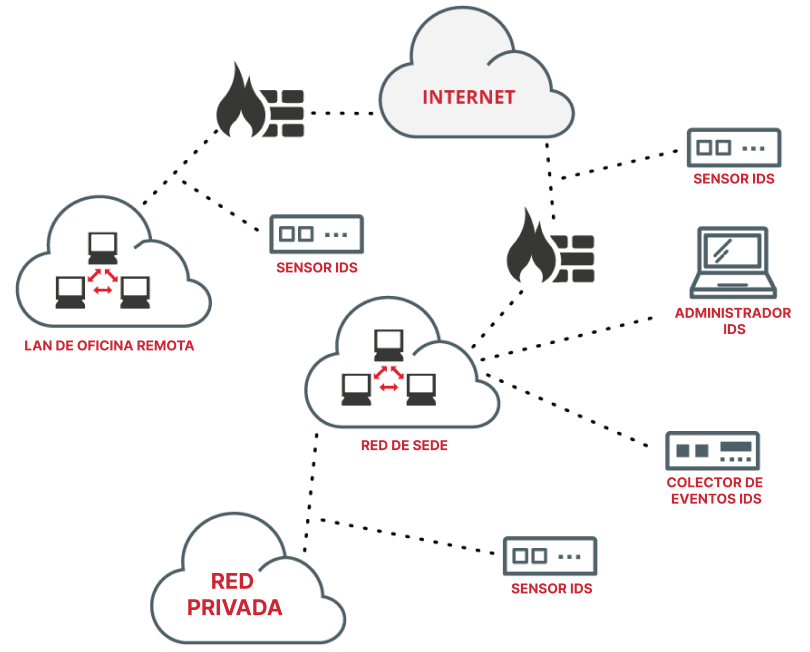 INTERNET
SENSOR IDS
SENSOR IDS
ADMINISTRADOR
IDS
LAN DE OFICINA REMOTA
RED DE SEDE
COLECTOR DE
EVENTOS IDS
RED
PRIVADA
SENSOR IDS